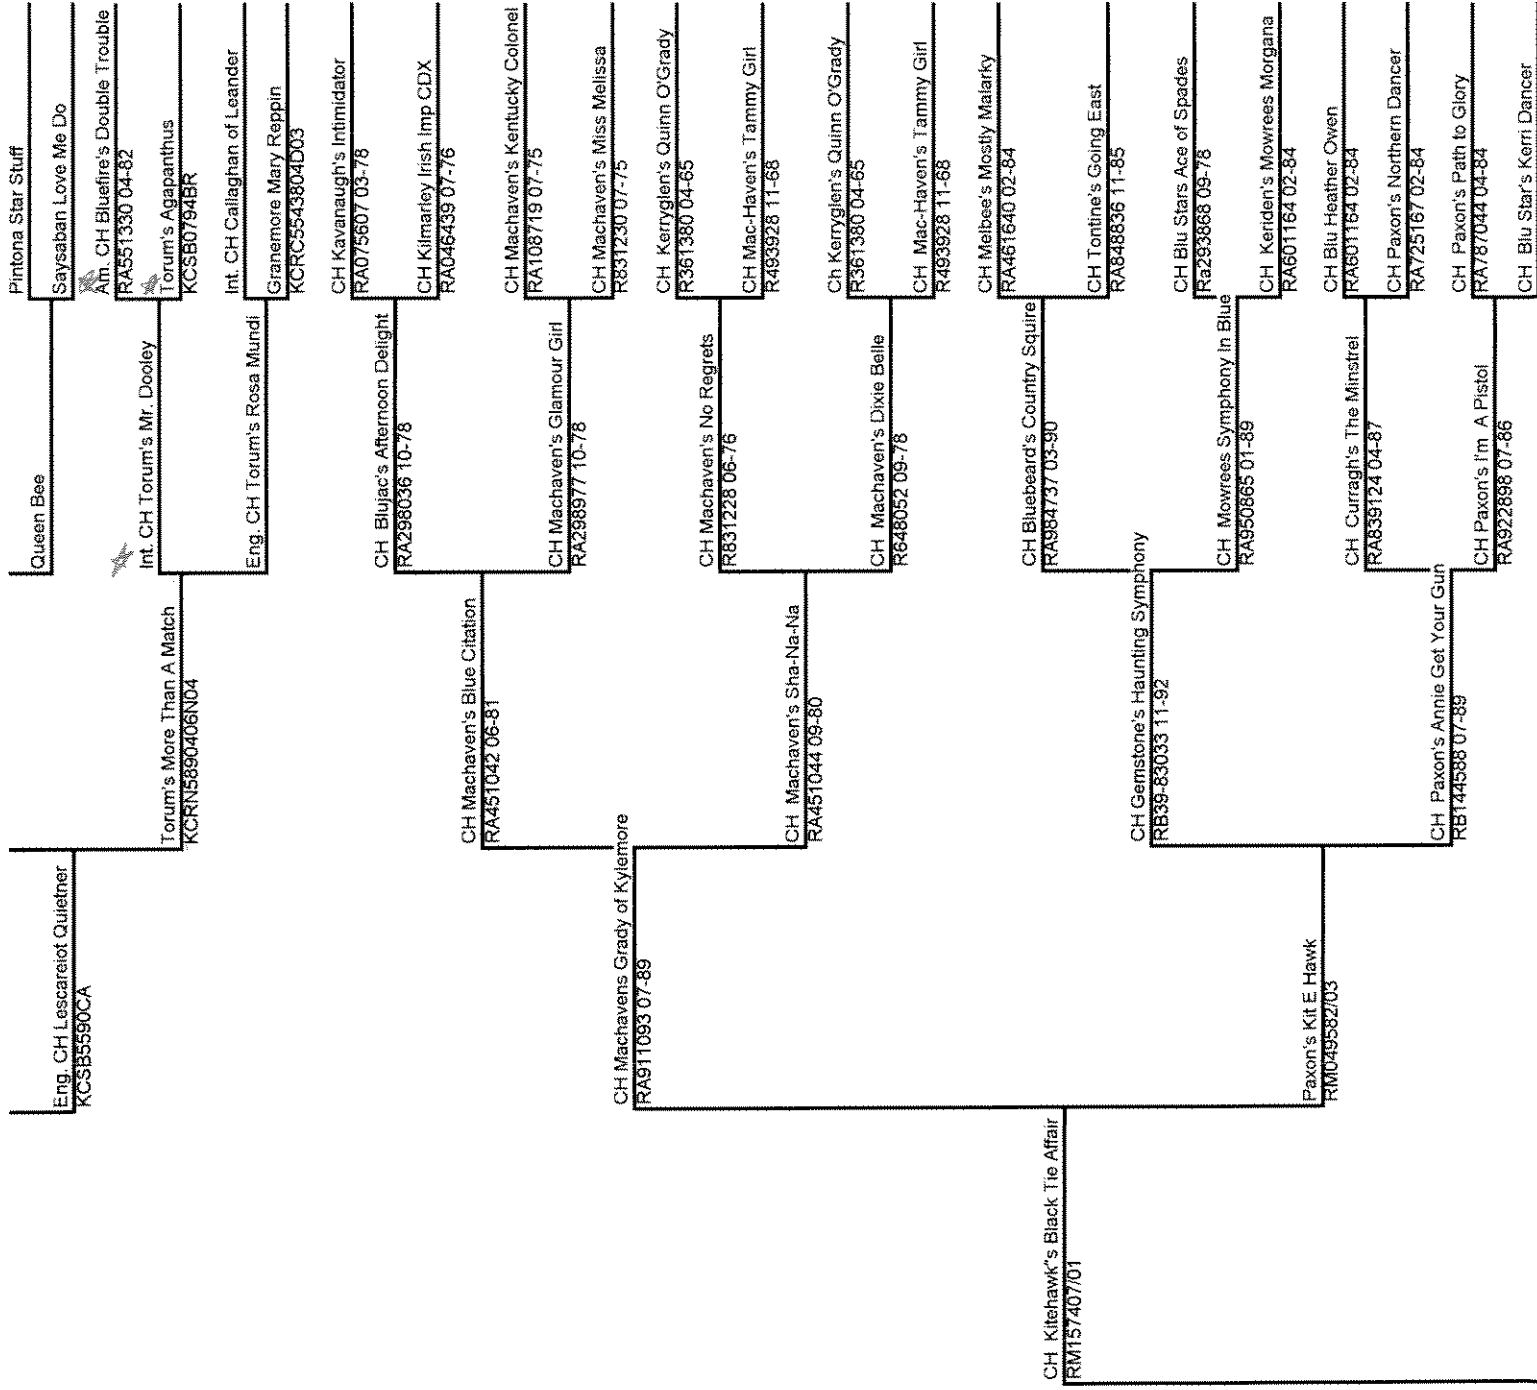 Pintona Star Stuff
Queen Bee
Saysaban Love Me Do
Eng. CH Lescareiot Quietner
KCSB5590CA
Am. CH Bluefire's Double Trouble
RA551330 04-82
Int. CH Torum's Mr. Dooley
Torum's Agapanthus
KCSB0794BR
Torum's More Than A Match
KCRN5890406N04
Int. CH Callaghan of Leander
Eng. CH Torum's Rosa Mundi
Granemore Mary Reppin
KCRC5543804D03
CH Kavanaugh's Intimidator
RA075607 03-78
CH Blujac's Afternoon Delight
RA298036 10-78
CH Kilmarley Irish Imp CDX
RA046439 07-76
CH Machaven's Blue Citation
RA451042 06-81
CH Machaven's Kentucky Colonel
RA108719 07-75
CH Machaven's Glamour Girl
RA298977 10-78
CH Machaven's Miss Melissa
R831230 07-75
CH Machavens Grady of Kylemore
RA911093 07-89
CH Kerryglen's Quinn O'Grady
R361380 04-65
CH Machaven's No Regrets
R831228 06-76
CH Mac-Haven's Tammy Girl
R493928 11-68
CH Machaven's Sha-Na-Na
RA451044 09-80
Ch Kerryglen's Quinn O'Grady
R361380 04-65
CH Machaven's Dixie Belle
R648052 09-78
CH Mac-Haven's Tammy Girl
R493928 11-68
CH Kitehawk"s Black Tie Affair
RM157407/01
CH Melbee's Mostly Malarky
RA461640 02-84
CH Bluebeard's Country Squire
RA984737 03-90
CH Tontine's Going East
RA848836 11-85
CH Gemstone's Haunting Symphony
RB39-83033 11-92
CH Blu Stars Ace of Spades
Ra293868 09-78
CH Mowrees Symphony In Blue
RA950865 01-89
CH Keriden's Mowrees Morgana
RA601164 02-84
Paxon's Kit E Hawk
RM049582/03
CH Blu Heather Owen
RA601164 02-84
CH Curragh's The Minstrel
RA839124 04-87
CH Paxon's Northern Dancer
RA725167 02-84
CH Paxon's Annie Get Your Gun
RB144588 07-89
CH Paxon's Path to Glory
RA787044 04-84
CH Paxon's I'm A Pistol
RA922898 07-86
CH Blu Star's Kerri Dancer